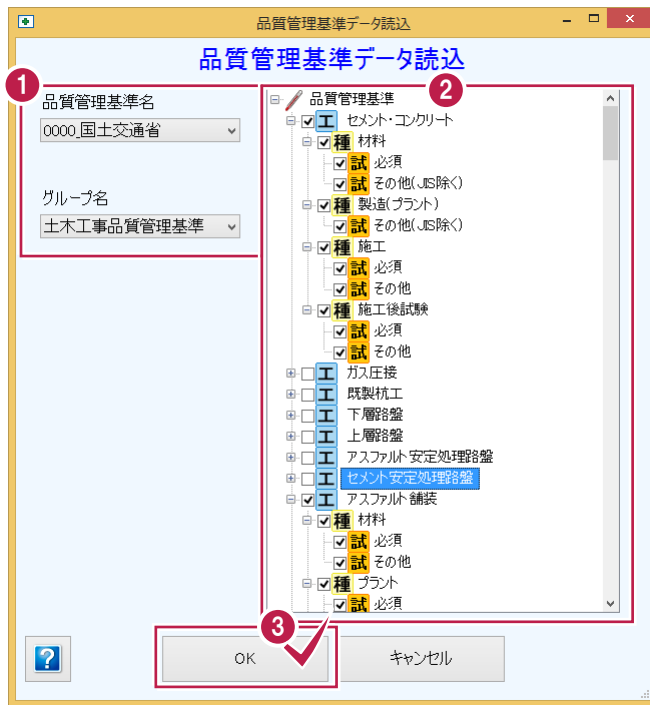 品質管理基準データ読込
品質管理基準データ読込
1
品質管理基準名
0000_国土交通省
グループ名
土木工事品質管理基準
2
品質管理基準
工 セメント・コンクリート
種 材料
試 必須
試 その他(JIS除く)
種 製造(プラント)
試 その他(JIS除く)
種 施工
試 必須
試 その他
種 施工後試験
試 必須
試 その他
工 ガス圧接
工 既製杭工
工 下層路盤
工 上層路盤
工 アスファルト安定処理路盤
工 セメント安定処理路盤
工 アスファルト舗装
種 材料
試 必須
試 その他
種 プラント
試 必須
3
?
OK
キャンセル